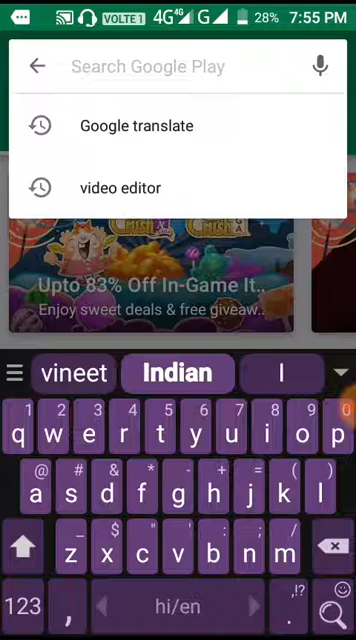 VOLTE 1 4G 4G G 28% 7:55 PM
Search Google Play
Google translate
video editor
Upto 83% Off In-Game It..
Enjoy sweet deals & free giveaw..
vineet Indian I
1 2 3 4 5 6 7 8 9 0
q w e r t y u i o p
@ # & * - + = ( )
a s d f g h j k l
_ $ " ' : ; /
z x c v b n m
123 , hi/en . ,!?